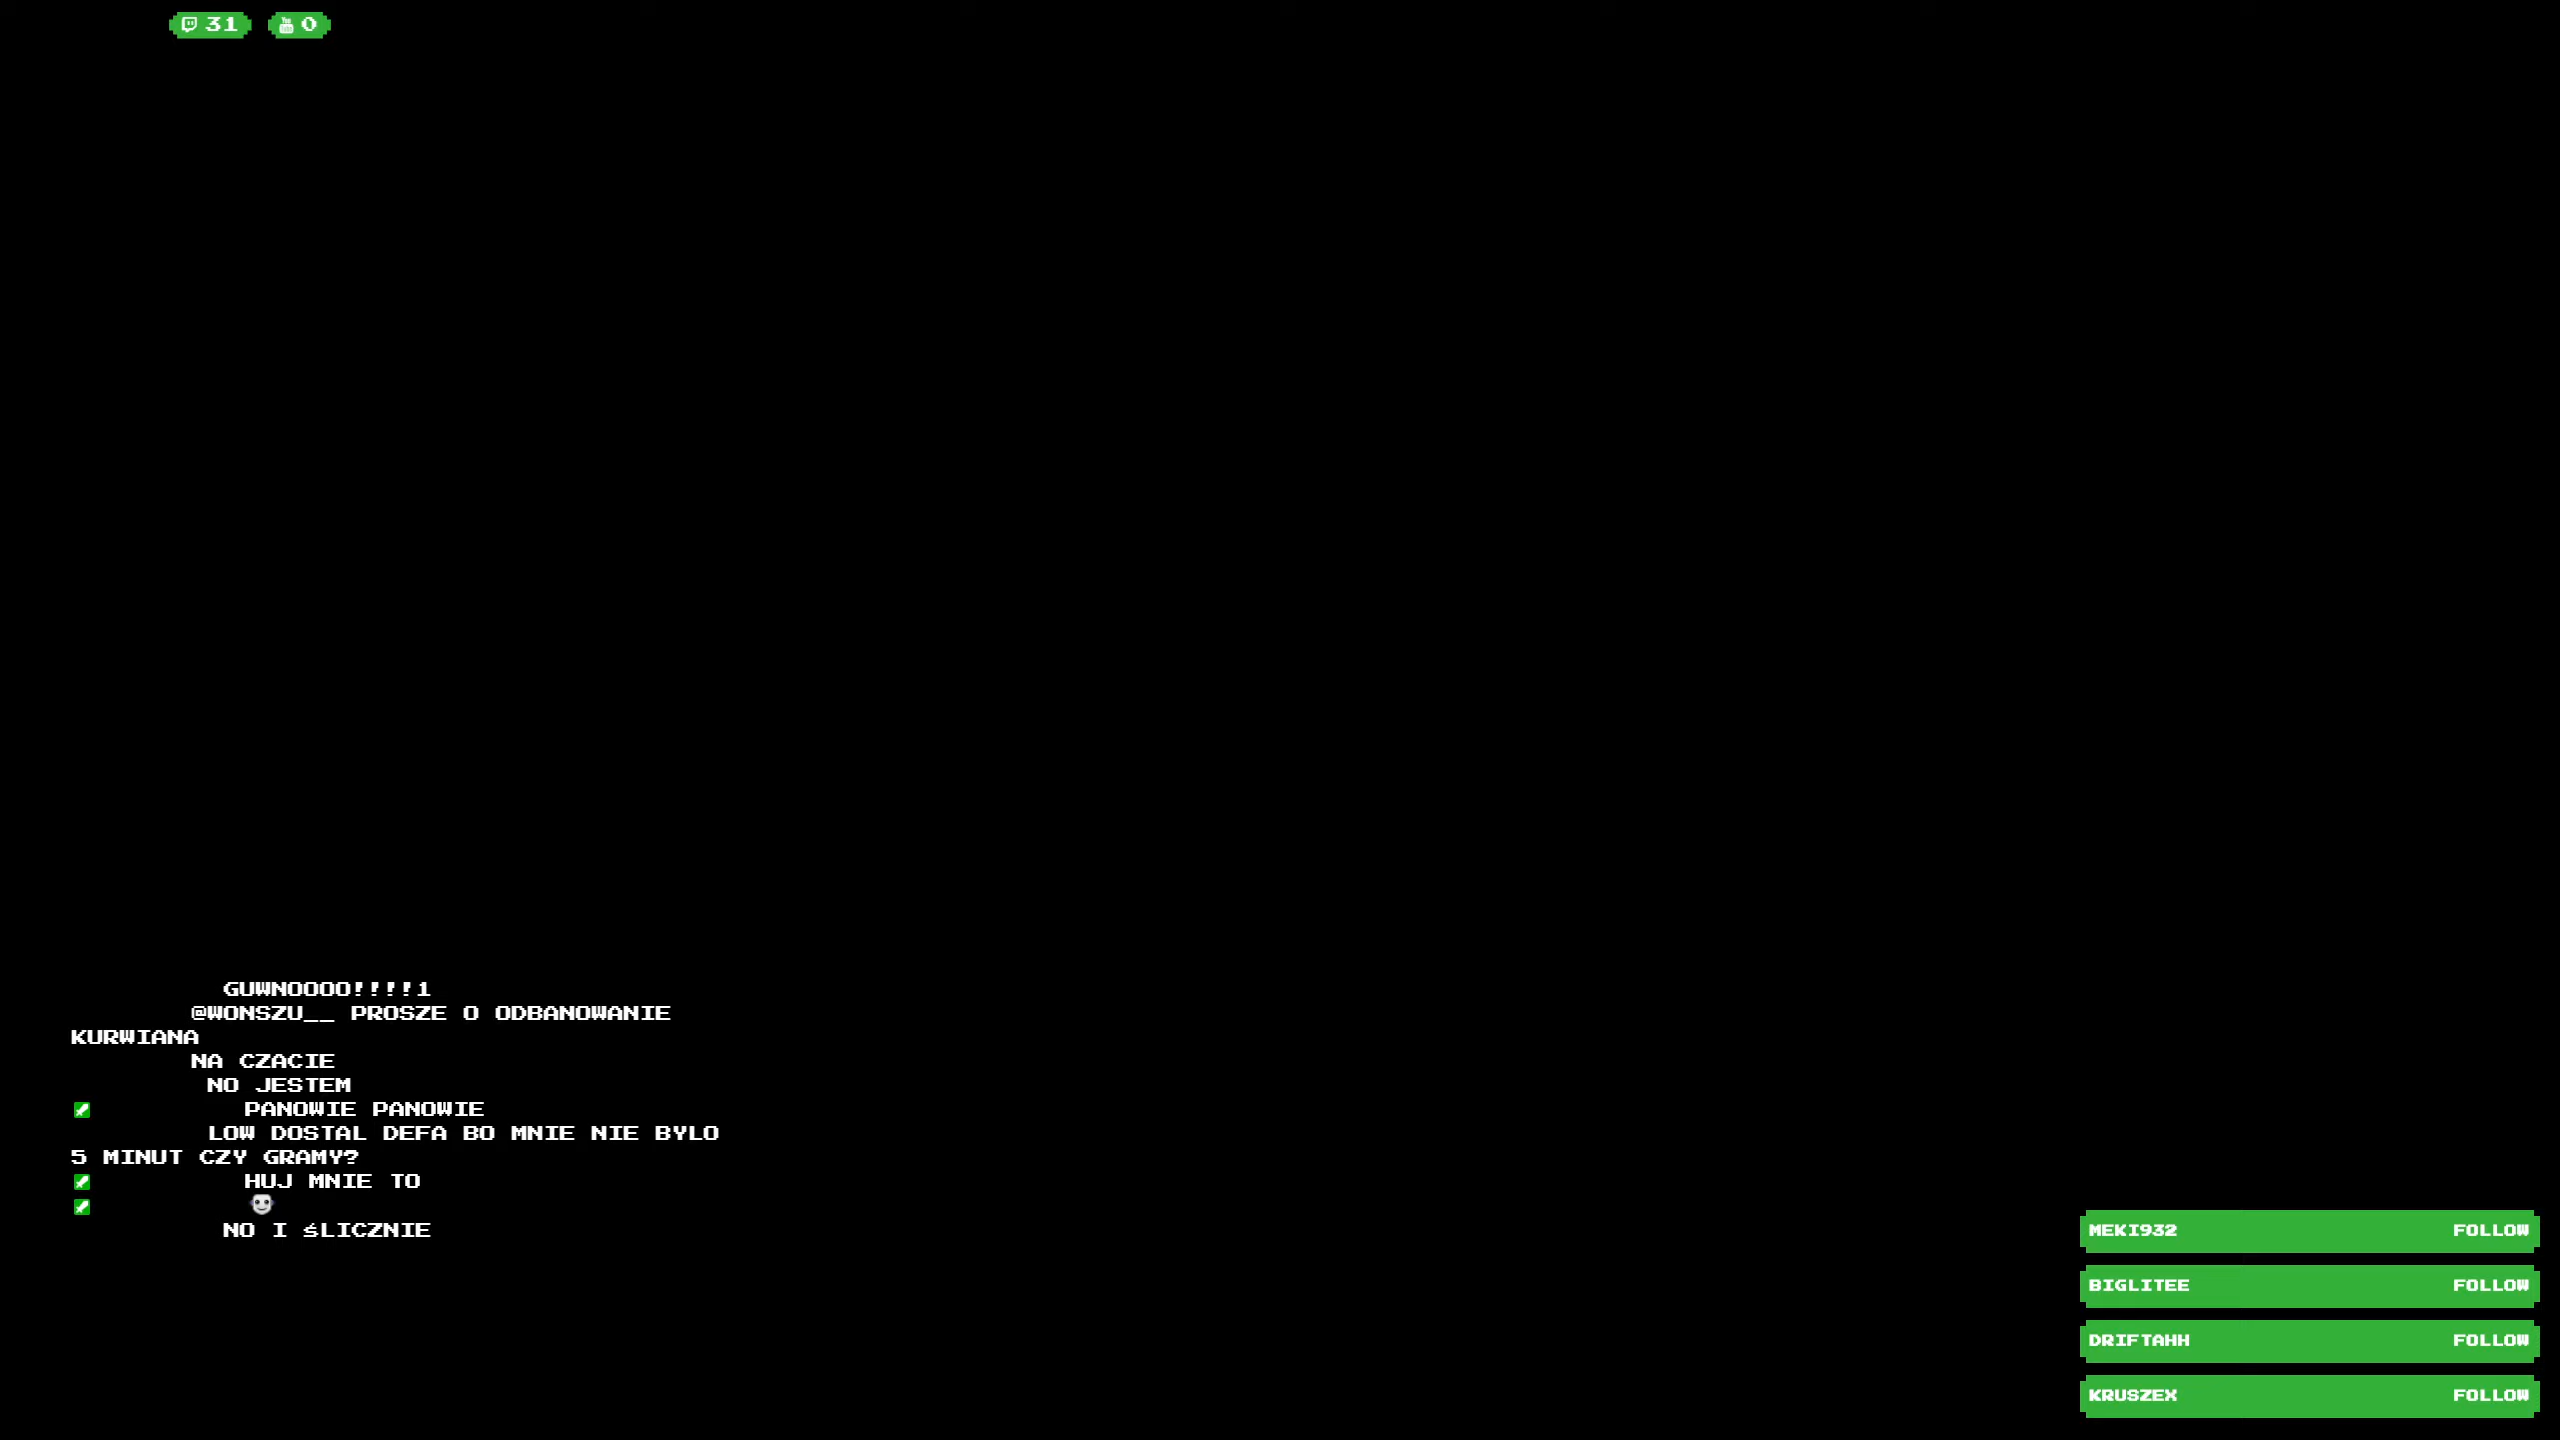 31 0
GUWNOOOO!!!!1
@WONSZU__ PROSZE O ODBANOWANIE
KURWIANA
NA CZACIE
NO JESTEM
PANOWIE PANOWIE
LOW DOSTAL DEFA BO MNIE NIE BYLO
5 MINUT CZY GRAMY?
HUJ MNIE TO
NO I śLICZNIE
MEKI932 FOLLOW
BIGLITEE FOLLOW
DRIFTAHH FOLLOW
KRUSZEX FOLLOW